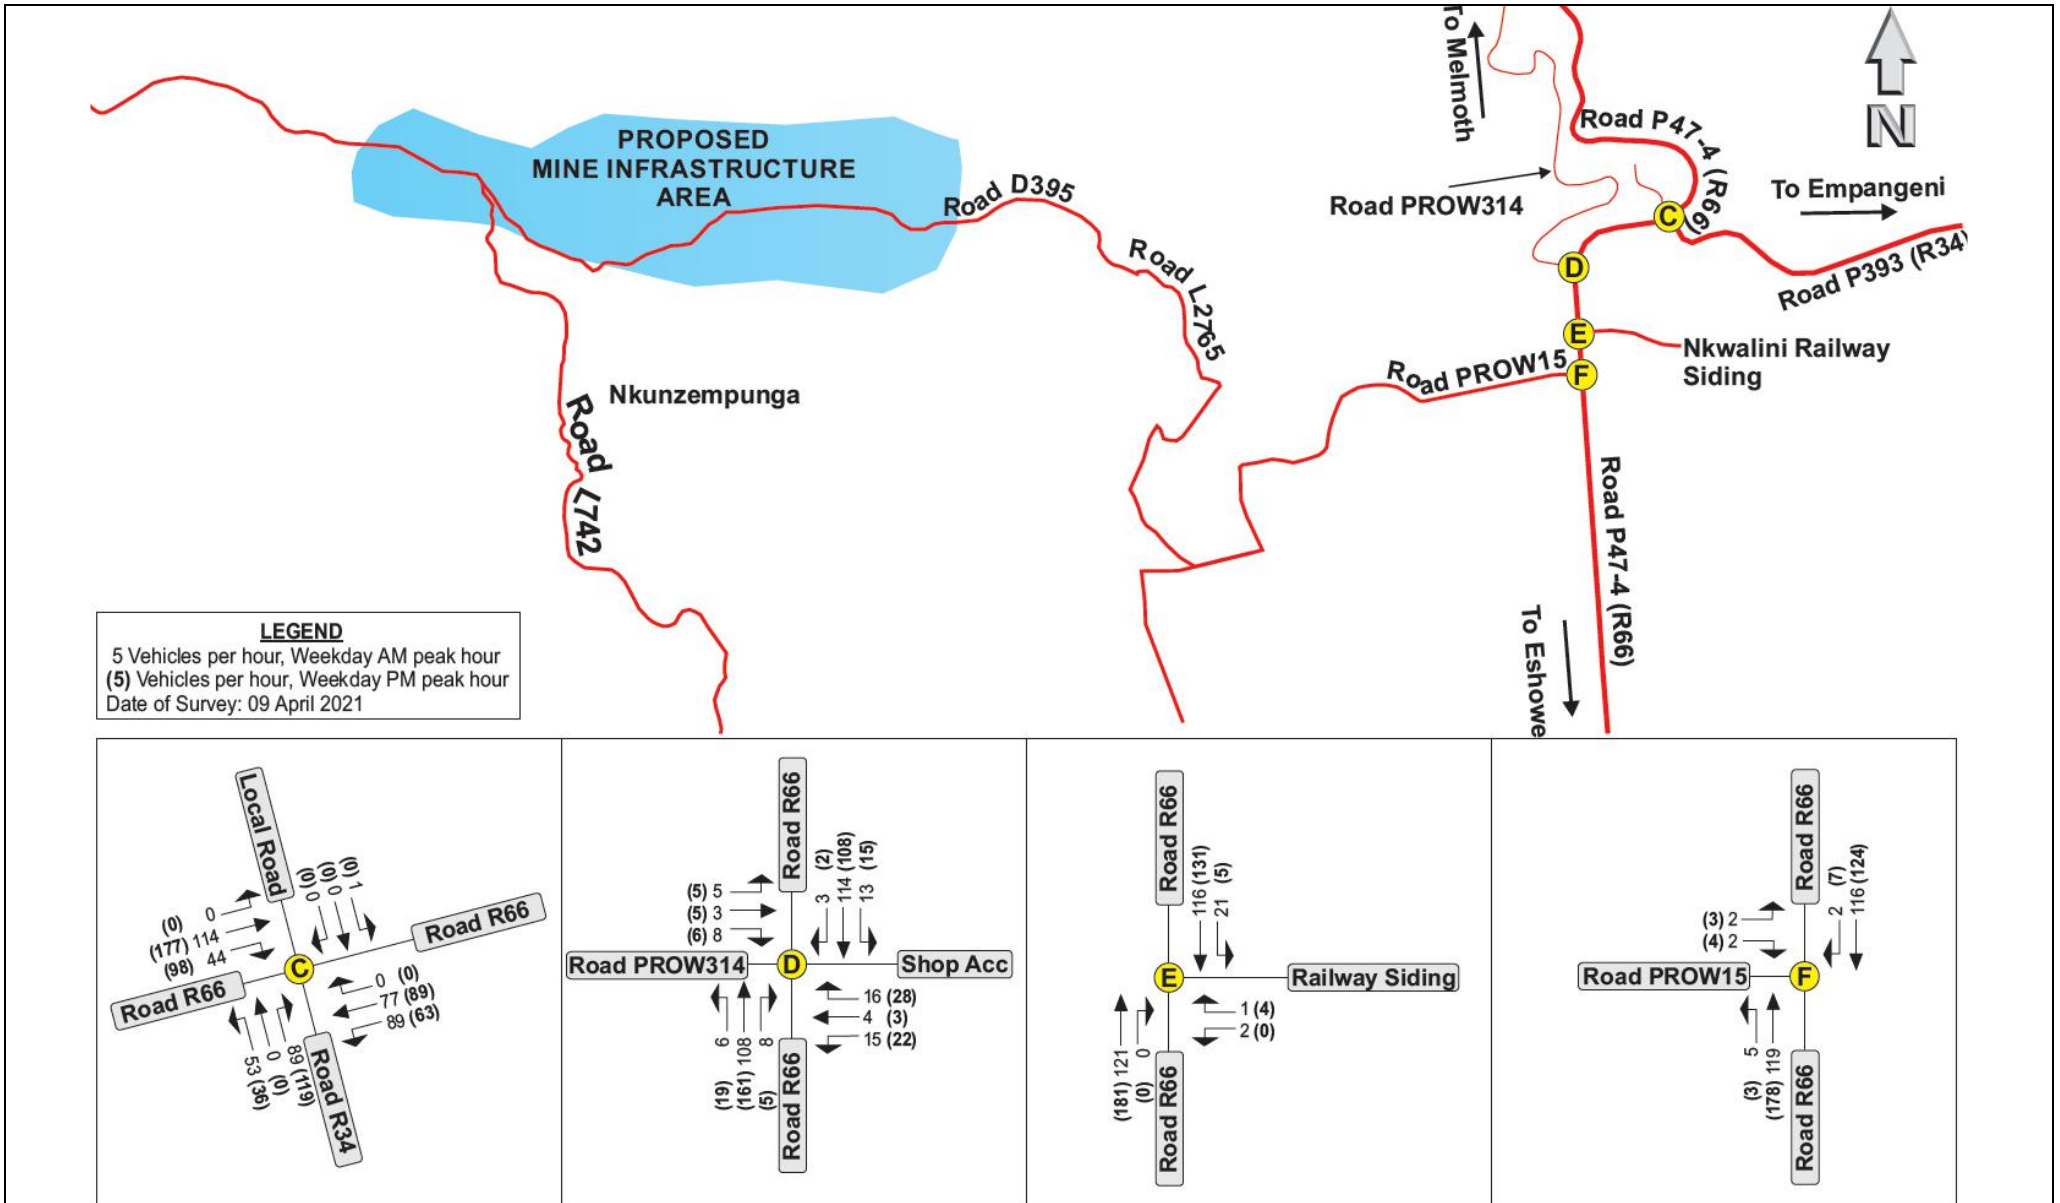 To Melmoth
N
PROPOSED
MINE INFRASTRUCTURE
AREA
Road D395
Road L2765
Road PROW314
Road P47-4 (R66)
To Empangeni
Road P393 (R34)
C
D
E
F
Nkwalini Railway
Siding
Road PROW15
Nkunzempunga
Road L742
Road P47-4 (R66)
To Eshowe
LEGEND
5 Vehicles per hour, Weekday AM peak hour
(5) Vehicles per hour, Weekday PM peak hour
Date of Survey: 09 April 2021
Local Road
(0) 0
(0) 0
(0) 1
(0) 0
(177) 114
(98) 44
Road R66
Road R66
C
0 (0)
77 (89)
89 (63)
53 (36)
0 (0)
89 (119)
Road R34
Road R66
3 (2)
114 (108)
13 (15)
(5) 5
(5) 3
(6) 8
Road PROW314
D
Shop Acc
16 (28)
4 (3)
15 (22)
(19) 6
(161) 108
(5) 8
Road R66
Road R66
116 (131)
21 (5)
E
Railway Siding
1 (4)
2 (0)
(181) 121
(0) 0
Road R66
Road R66
2 (7)
116 (124)
(3) 2
(4) 2
Road PROW15
F
(3) 5
(178) 119
Road R66